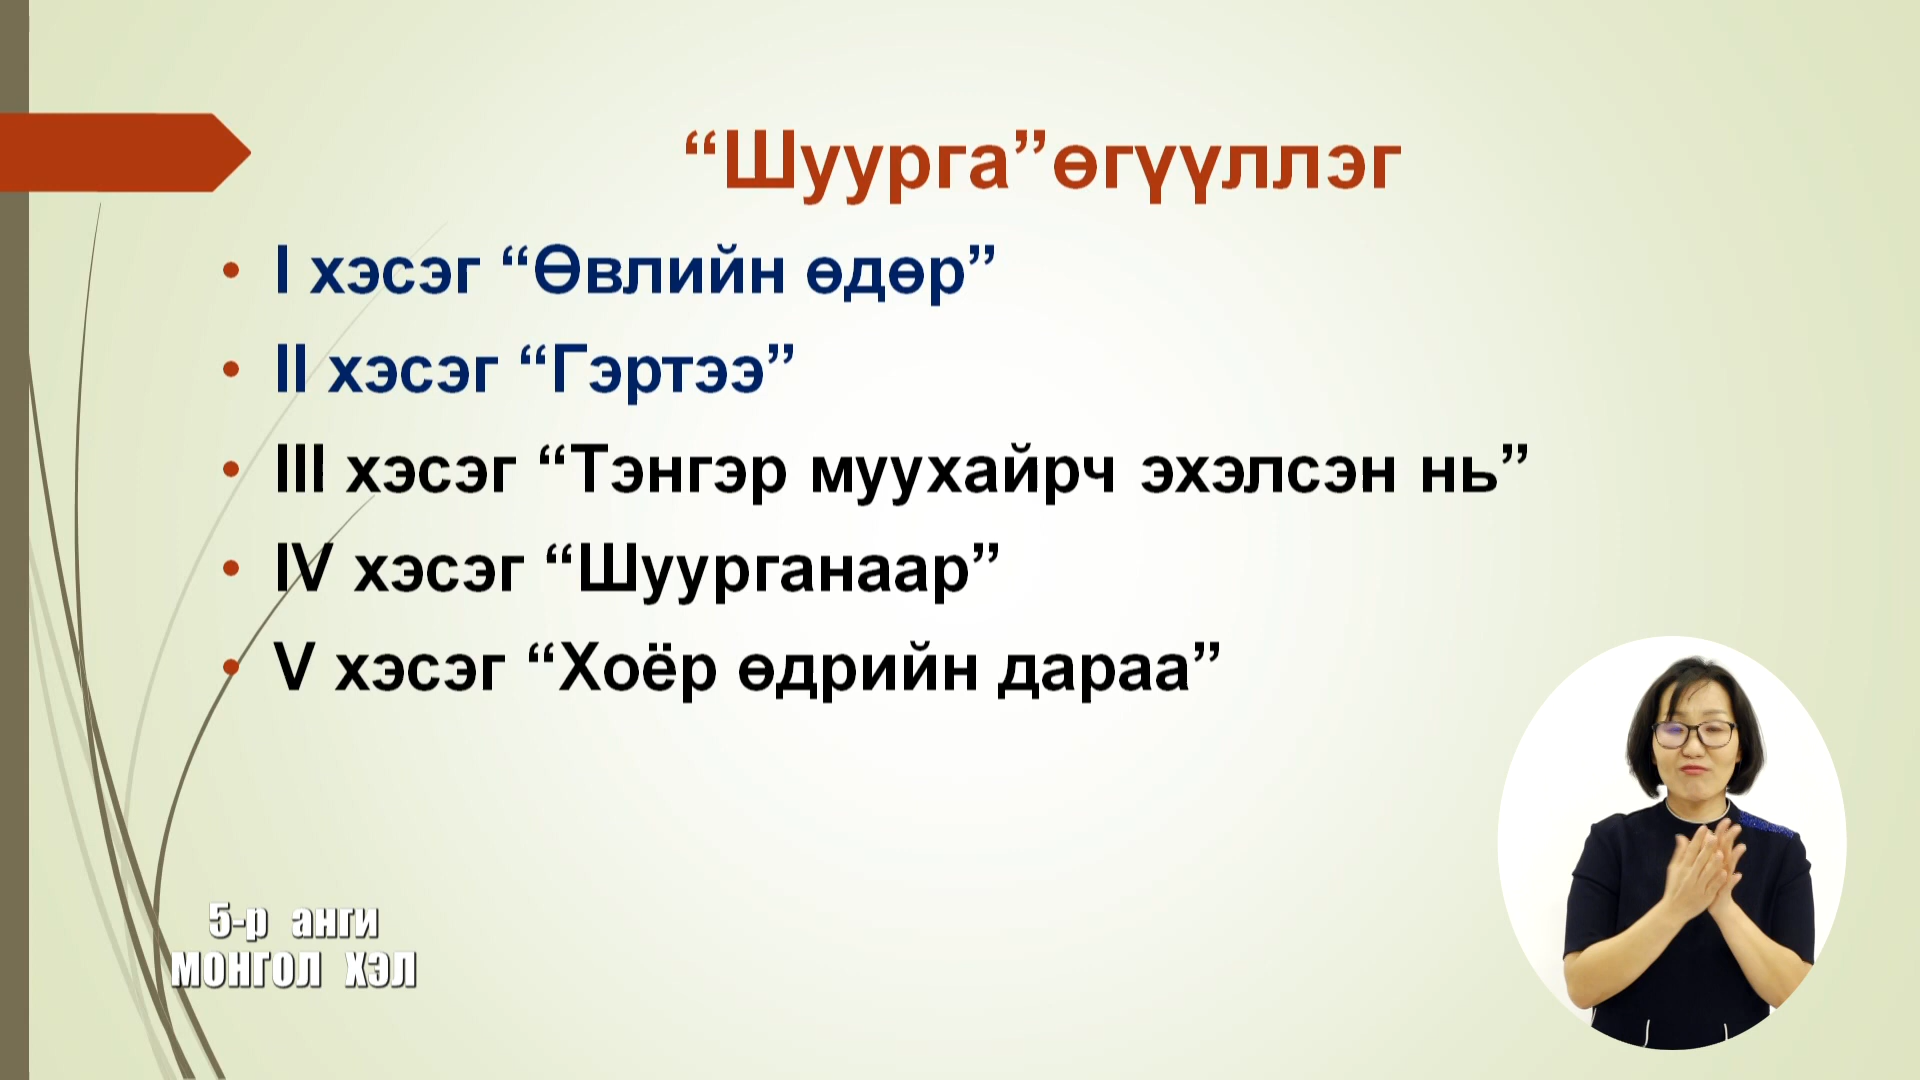 “Шуурга”өгүүллэг
• I хэсэг “Өвлийн өдөр”
• II хэсэг “Гэртээ”
• III хэсэг “Тэнгэр муухайрч эхэлсэн нь”
• IV хэсэг “Шуурганаар”
• V хэсэг “Хоёр өдрийн дараа”
5-р анги
МОНГОЛ ХЭЛ